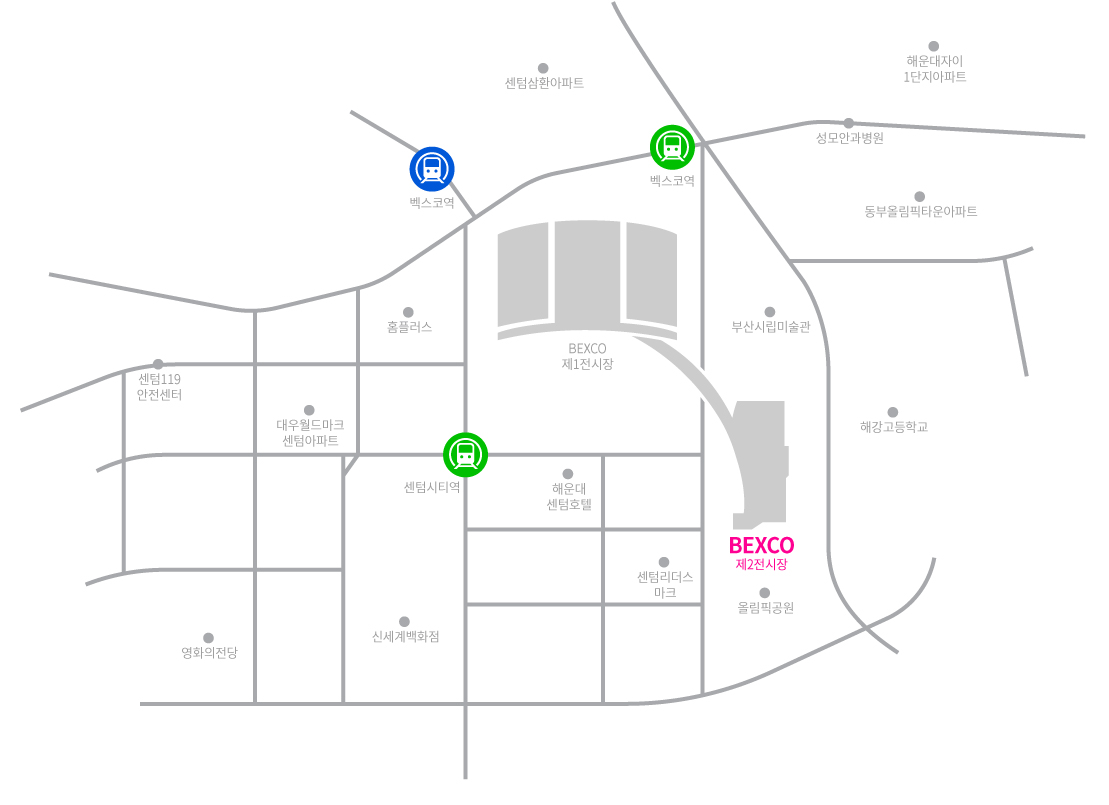 해운대자이
1단지아파트
센텀삼환아파트
성모안과병원
벡스코역
벡스코역
동부올림픽타운아파트
홈플러스
부산시립미술관
BEXCO
제1전시장
센텀119
안전센터
대우월드마크
센텀아파트
해강고등학교
센텀시티역
해운대
센텀호텔
BEXCO
제2전시장
센텀리더스
마크
올림픽공원
신세계백화점
영화의전당